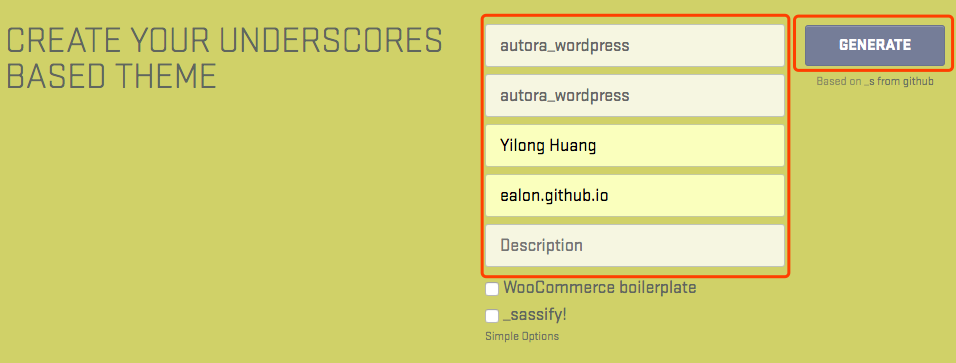 CREATE YOUR UNDERSCORES
BASED THEME
autora_wordpress
autora_wordpress
Yilong Huang
ealon.github.io
Description
WooCommerce boilerplate
_sassify!
Simple Options
GENERATE
Based on _s from github